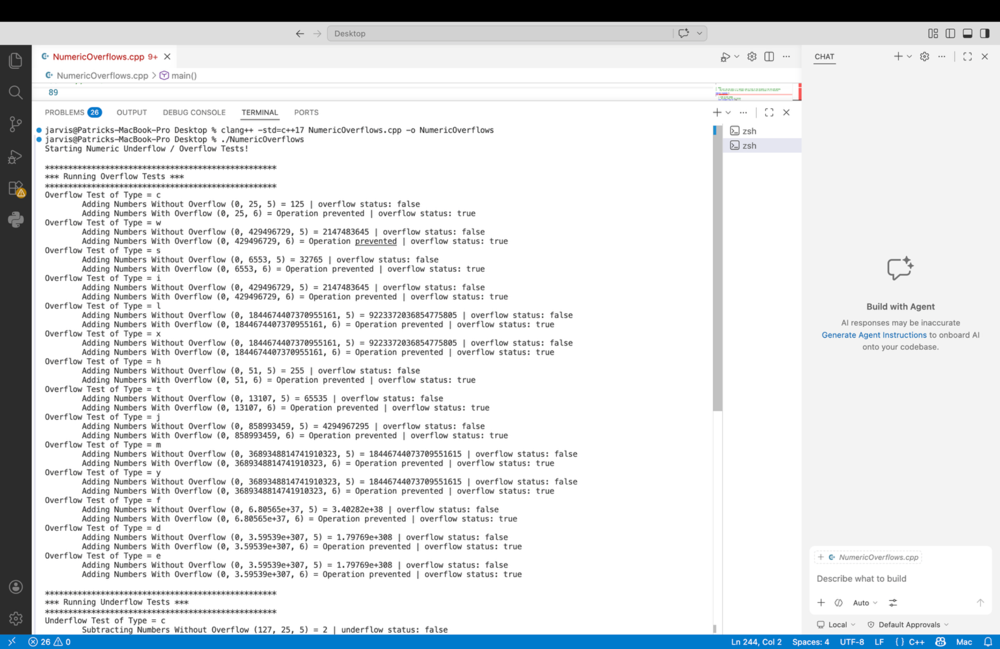 Desktop
NumericOverflows.cpp 9+
NumericOverflows.cpp > main()
89
PROBLEMS 26 OUTPUT DEBUG CONSOLE TERMINAL PORTS
jarvis@Patricks-MacBook-Pro Desktop % clang++ -std=c++17 NumericOverflows.cpp -o NumericOverflows
jarvis@Patricks-MacBook-Pro Desktop % ./NumericOverflows
Starting Numeric Underflow / Overflow Tests!
**************************************************
*** Running Overflow Tests ***
**************************************************
Overflow Test of Type = c
Adding Numbers Without Overflow (0, 25, 5) = 125 | overflow status: false
Adding Numbers With Overflow (0, 25, 6) = Operation prevented | overflow status: true
Overflow Test of Type = w
Adding Numbers Without Overflow (0, 429496729, 5) = 2147483645 | overflow status: false
Adding Numbers With Overflow (0, 429496729, 6) = Operation prevented | overflow status: true
Overflow Test of Type = s
Adding Numbers Without Overflow (0, 6553, 5) = 32765 | overflow status: false
Adding Numbers With Overflow (0, 6553, 6) = Operation prevented | overflow status: true
Overflow Test of Type = i
Adding Numbers Without Overflow (0, 429496729, 5) = 2147483645 | overflow status: false
Adding Numbers With Overflow (0, 429496729, 6) = Operation prevented | overflow status: true
Overflow Test of Type = l
Adding Numbers Without Overflow (0, 1844674407370955161, 5) = 9223372036854775805 | overflow status: false
Adding Numbers With Overflow (0, 1844674407370955161, 6) = Operation prevented | overflow status: true
Overflow Test of Type = x
Adding Numbers Without Overflow (0, 1844674407370955161, 5) = 9223372036854775805 | overflow status: false
Adding Numbers With Overflow (0, 1844674407370955161, 6) = Operation prevented | overflow status: true
Overflow Test of Type = h
Adding Numbers Without Overflow (0, 51, 5) = 255 | overflow status: false
Adding Numbers With Overflow (0, 51, 6) = Operation prevented | overflow status: true
Overflow Test of Type = t
Adding Numbers Without Overflow (0, 13107, 5) = 65535 | overflow status: false
Adding Numbers With Overflow (0, 13107, 6) = Operation prevented | overflow status: true
Overflow Test of Type = j
Adding Numbers Without Overflow (0, 858993459, 5) = 4294967295 | overflow status: false
Adding Numbers With Overflow (0, 858993459, 6) = Operation prevented | overflow status: true
Overflow Test of Type = m
Adding Numbers Without Overflow (0, 3689348814741910323, 5) = 18446744073709551615 | overflow status: false
Adding Numbers With Overflow (0, 3689348814741910323, 6) = Operation prevented | overflow status: true
Overflow Test of Type = y
Adding Numbers Without Overflow (0, 3689348814741910323, 5) = 18446744073709551615 | overflow status: false
Adding Numbers With Overflow (0, 3689348814741910323, 6) = Operation prevented | overflow status: true
Overflow Test of Type = f
Adding Numbers Without Overflow (0, 6.80565e+37, 5) = 3.40282e+38 | overflow status: false
Adding Numbers With Overflow (0, 6.80565e+37, 6) = Operation prevented | overflow status: true
Overflow Test of Type = d
Adding Numbers Without Overflow (0, 3.59539e+307, 5) = 1.79769e+308 | overflow status: false
Adding Numbers With Overflow (0, 3.59539e+307, 6) = Operation prevented | overflow status: true
Overflow Test of Type = e
Adding Numbers Without Overflow (0, 3.59539e+307, 5) = 1.79769e+308 | overflow status: false
Adding Numbers With Overflow (0, 3.59539e+307, 6) = Operation prevented | overflow status: true
**************************************************
*** Running Underflow Tests ***
**************************************************
Underflow Test of Type = c
Subtracting Numbers Without Overflow (127, 25, 5) = 2 | underflow status: false
zsh
zsh
CHAT
Build with Agent
AI responses may be inaccurate
Generate Agent Instructions to onboard AI
onto your codebase.
NumericOverflows.cpp
Describe what to build
Auto
Local Default Approvals
26 0 Ln 244, Col 2 Spaces: 4 UTF-8 LF {} C++ Mac